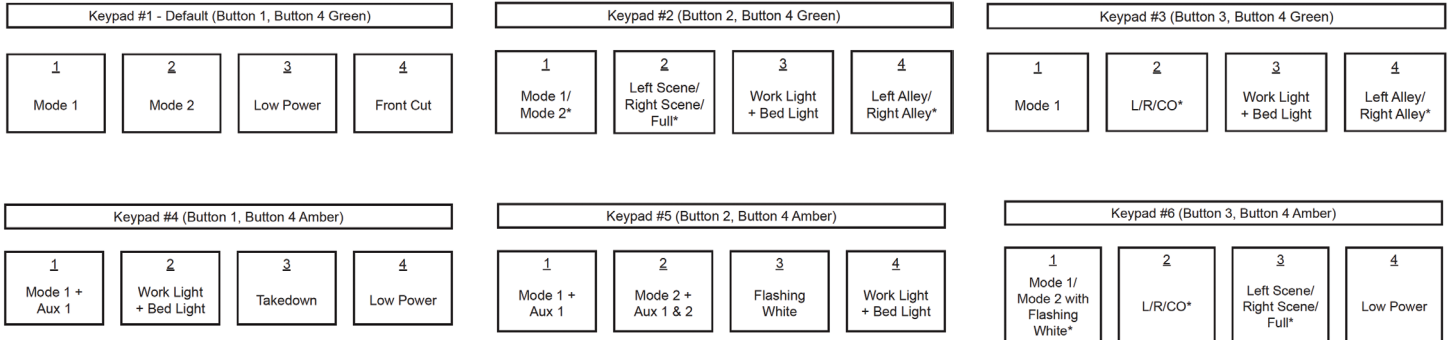 Keypad #1 - Default (Button 1, Button 4 Green)
1
Mode 1
2
Mode 2
3
Low Power
4
Front Cut
Keypad #2 (Button 2, Button 4 Green)
1
Mode 1/
Mode 2*
2
Left Scene/
Right Scene/
Full*
3
Work Light
+ Bed Light
4
Left Alley/
Right Alley*
Keypad #3 (Button 3, Button 4 Green)
1
Mode 1
2
L/R/CO*
3
Work Light
+ Bed Light
4
Left Alley/
Right Alley*
Keypad #4 (Button 1, Button 4 Amber)
1
Mode 1 +
Aux 1
2
Work Light
+ Bed Light
3
Takedown
4
Low Power
Keypad #5 (Button 2, Button 4 Amber)
1
Mode 1 +
Aux 1
2
Mode 2 +
Aux 1 & 2
3
Flashing
White
4
Work Light
+ Bed Light
Keypad #6 (Button 3, Button 4 Amber)
1
Mode 1/
Mode 2 with
Flashing
White*
2
L/R/CO*
3
Left Scene/
Right Scene/
Full*
4
Low Power